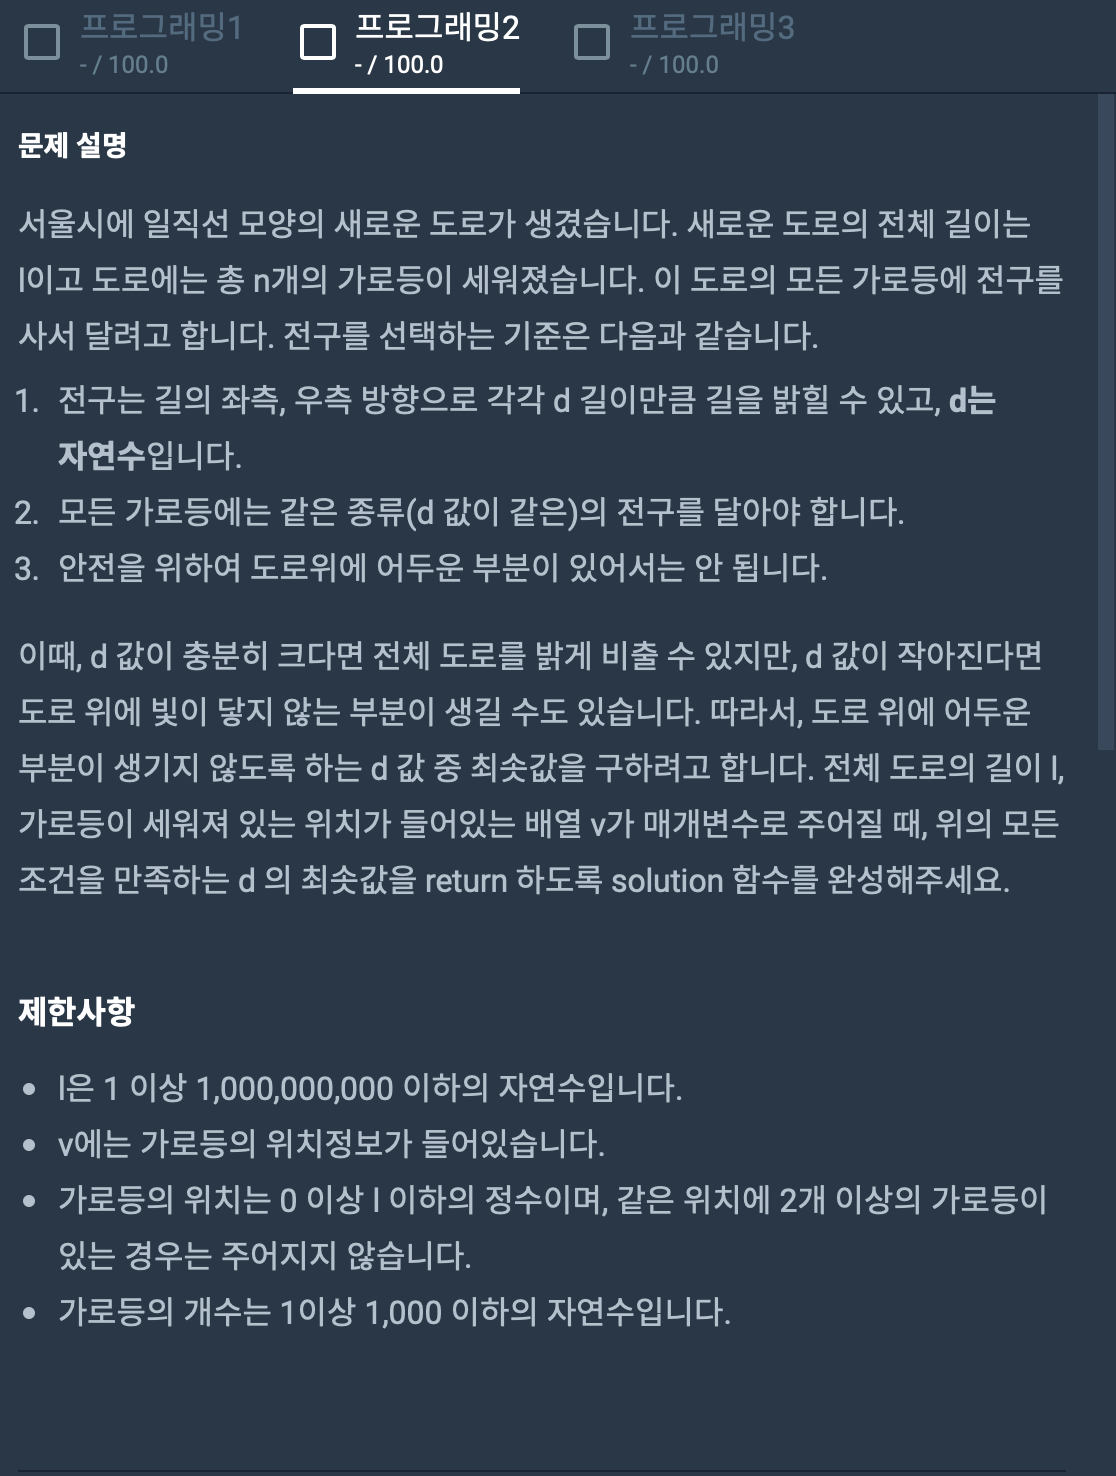 프로그래밍1
- / 100.0
프로그래밍2
- / 100.0
프로그래밍3
- / 100.0
문제 설명
서울시에 일직선 모양의 새로운 도로가 생겼습니다. 새로운 도로의 전체 길이는
l이고 도로에는 총 n개의 가로등이 세워졌습니다. 이 도로의 모든 가로등에 전구를
사서 달려고 합니다. 전구를 선택하는 기준은 다음과 같습니다.
1. 전구는 길의 좌측, 우측 방향으로 각각 d 길이만큼 길을 밝힐 수 있고, d는
자연수입니다.
2. 모든 가로등에는 같은 종류(d 값이 같은)의 전구를 달아야 합니다.
3. 안전을 위하여 도로위에 어두운 부분이 있어서는 안 됩니다.
이때, d 값이 충분히 크다면 전체 도로를 밝게 비출 수 있지만, d 값이 작아진다면
도로 위에 빛이 닿지 않는 부분이 생길 수도 있습니다. 따라서, 도로 위에 어두운
부분이 생기지 않도록 하는 d 값 중 최솟값을 구하려고 합니다. 전체 도로의 길이 l,
가로등이 세워져 있는 위치가 들어있는 배열 v가 매개변수로 주어질 때, 위의 모든
조건을 만족하는 d 의 최솟값을 return 하도록 solution 함수를 완성해주세요.
제한사항
• l은 1 이상 1,000,000,000 이하의 자연수입니다.
• v에는 가로등의 위치정보가 들어있습니다.
• 가로등의 위치는 0 이상 l 이하의 정수이며, 같은 위치에 2개 이상의 가로등이
있는 경우는 주어지지 않습니다.
• 가로등의 개수는 1이상 1,000 이하의 자연수입니다.